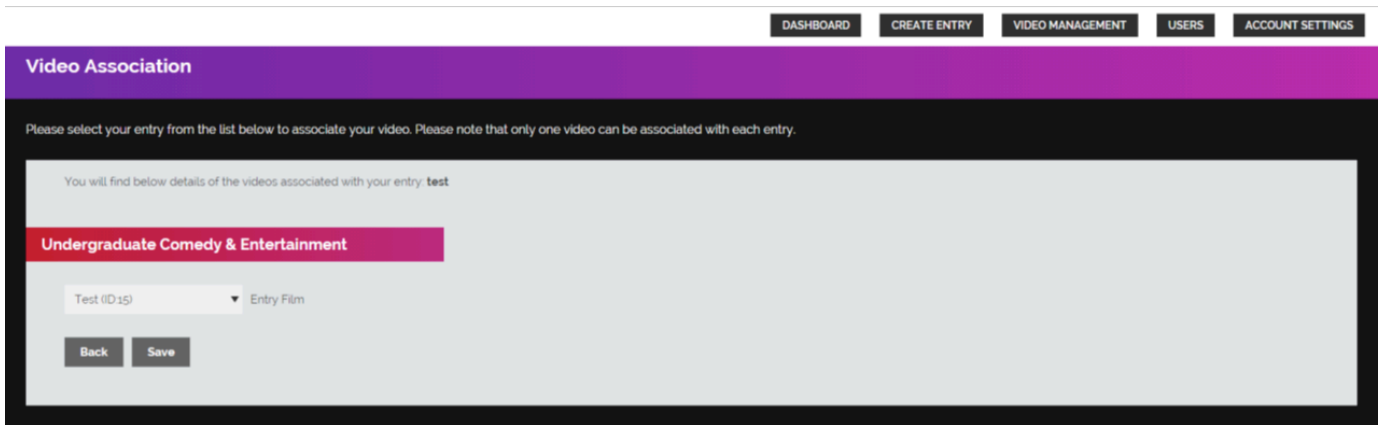 DASHBOARD CREATE ENTRY VIDEO MANAGEMENT USERS ACCOUNT SETTINGS
Video Association
Please select your entry from the list below to associate your video. Please note that only one video can be associated with each entry.
You will find below details of the videos associated with your entry: test
Undergraduate Comedy & Entertainment
Test (ID:15) Entry Film
Back Save